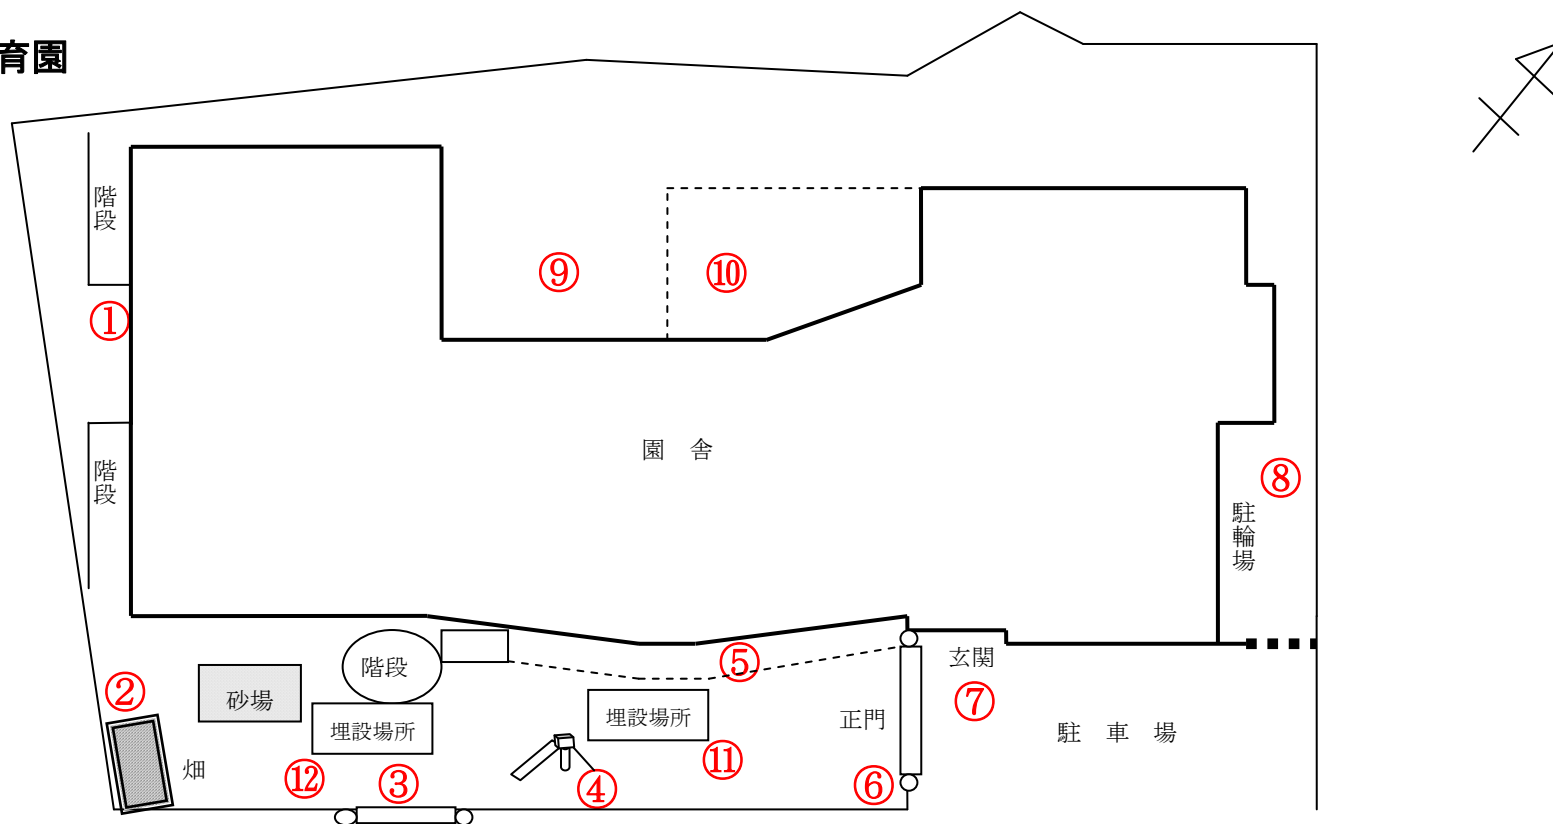 育園
階段
⑨
⑩
①
園 舎
階段
⑧
駐輪場
⑤
玄関
階段
②
砂場
⑦
埋設場所
正門
埋設場所
駐 車 場
⑪
畑
⑫
③
④
⑥